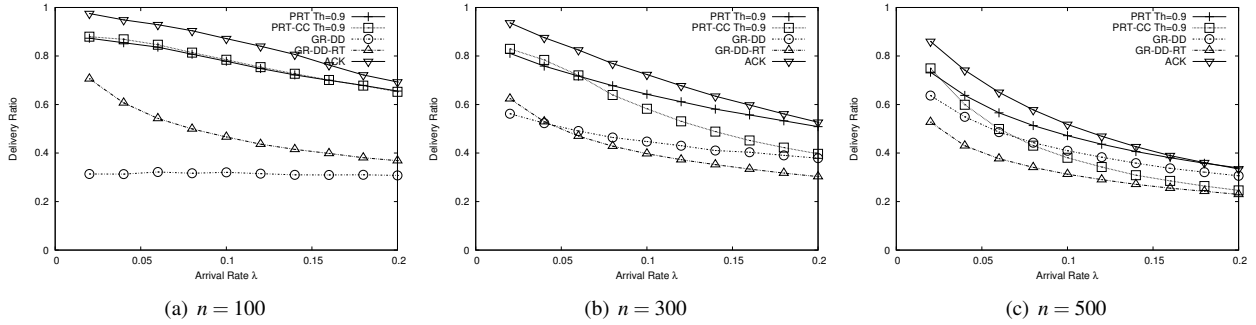 PRT Th=0.9
PRT-CC Th=0.9
GR-DD
GR-DD-RT
ACK
1
0.8
0.6
0.4
0.2
0
Delivery Ratio
0 0.05 0.1 0.15 0.2
Arrival Rate λ
(a) n = 100
PRT Th=0.9
PRT-CC Th=0.9
GR-DD
GR-DD-RT
ACK
1
0.8
0.6
0.4
0.2
0
Delivery Ratio
0 0.05 0.1 0.15 0.2
Arrival Rate λ
(b) n = 300
PRT Th=0.9
PRT-CC Th=0.9
GR-DD
GR-DD-RT
ACK
1
0.8
0.6
0.4
0.2
0
Delivery Ratio
0 0.05 0.1 0.15 0.2
Arrival Rate λ
(c) n = 500